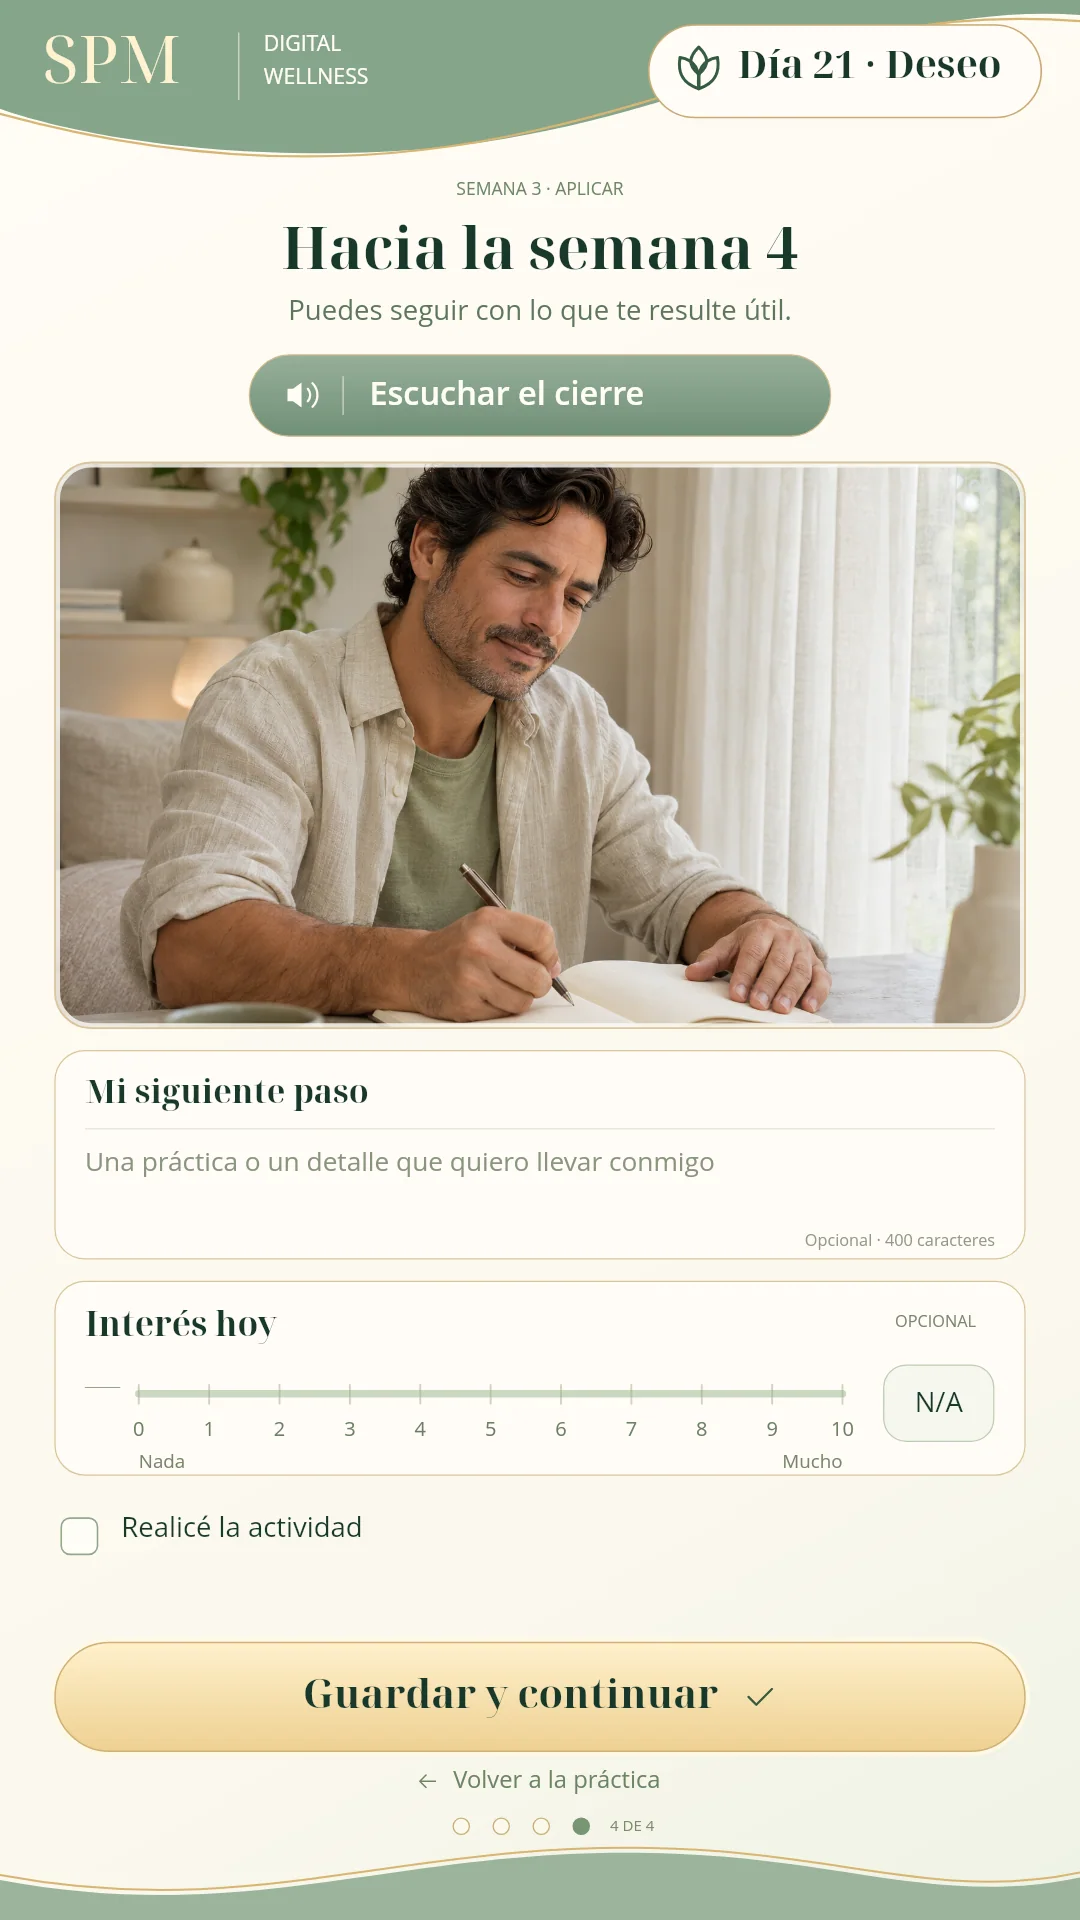 SPM
DIGITAL
WELLNESS
Día 21 · Deseo
SEMANA 3 · APLICAR
Hacia la semana 4
Puedes seguir con lo que te resulte útil.
Escuchar el cierre
Mi siguiente paso
Una práctica o un detalle que quiero llevar conmigo
Opcional · 400 caracteres
Interés hoy
OPCIONAL
0 1 2 3 4 5 6 7 8 9 10
N/A
Nada Mucho
Realicé la actividad
Guardar y continuar
Volver a la práctica
4 DE 4